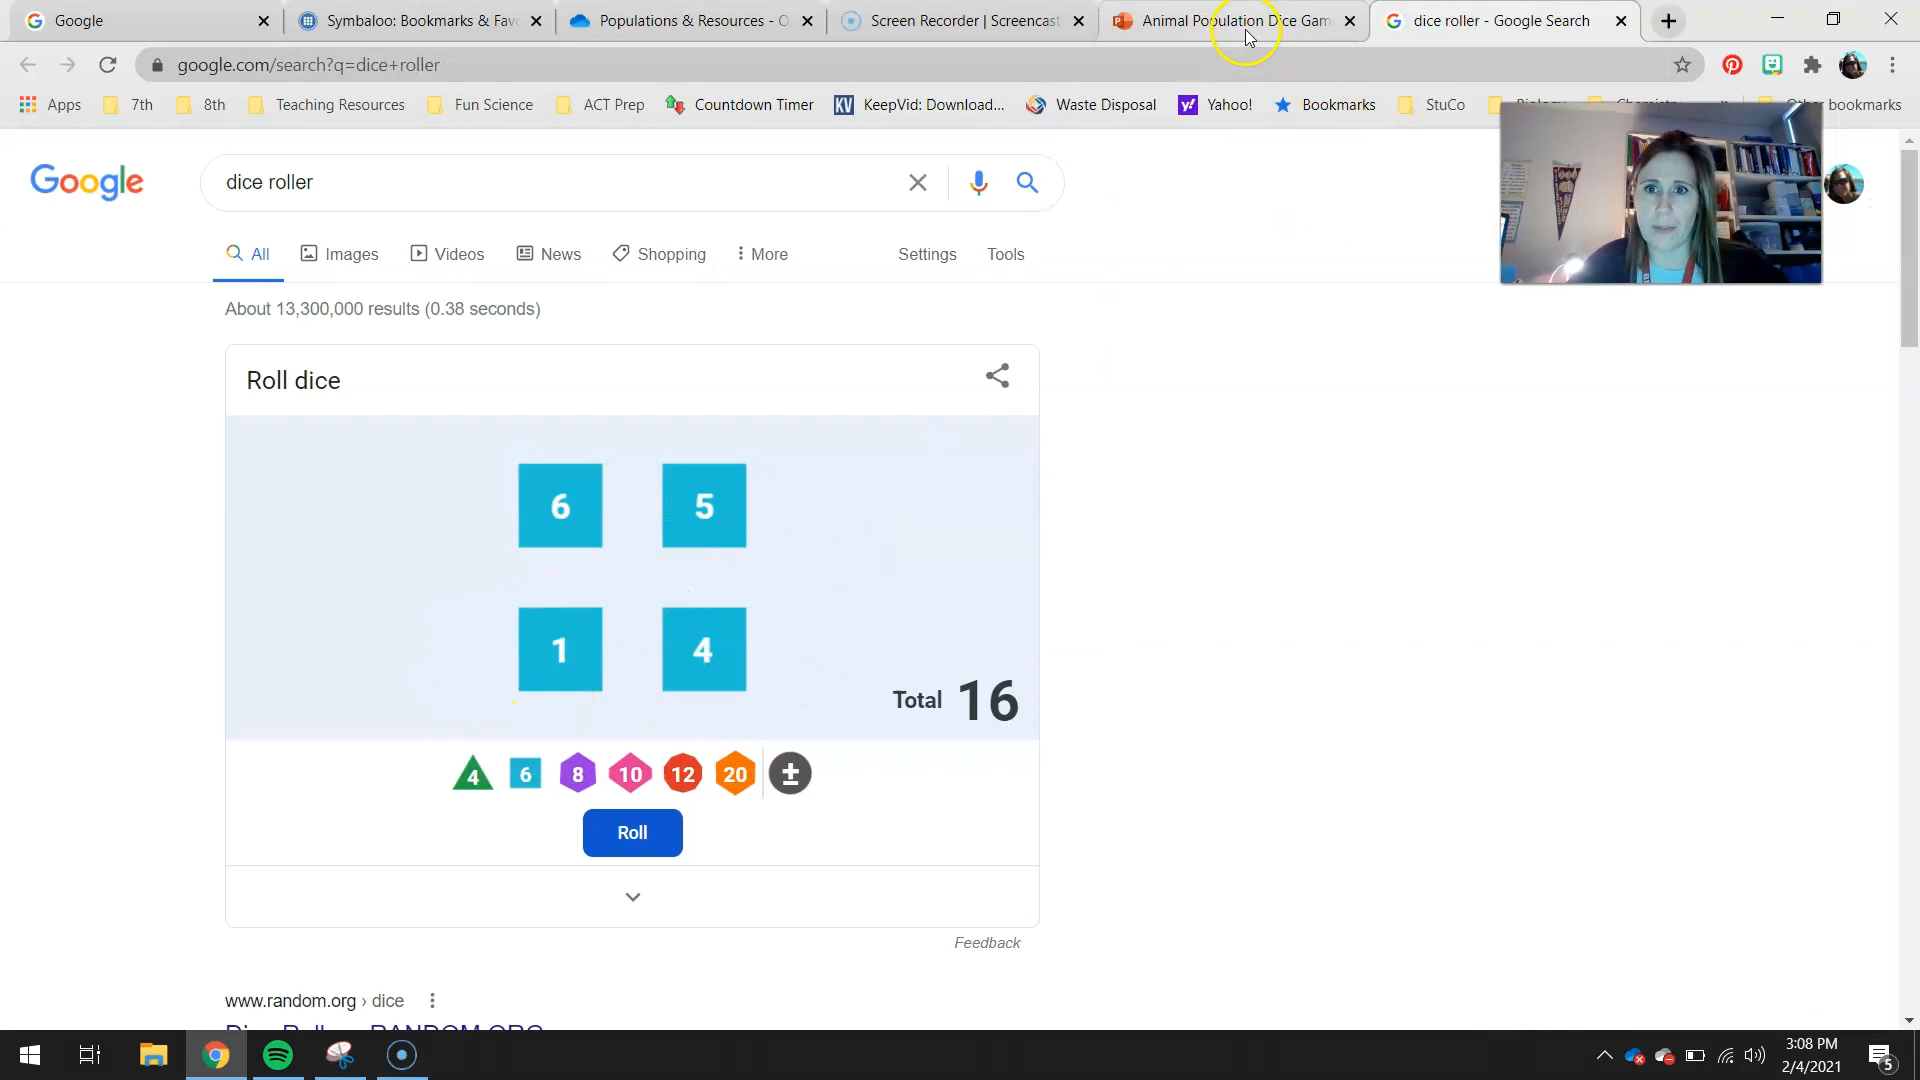 Google
Symbaloo: Bookmarks & Favo
Populations & Resources - O
Screen Recorder | Screencast
Animal Population Dice Gam
dice roller - Google Search
google.com/search?q=dice+roller
Apps 7th 8th Teaching Resources Fun Science ACT Prep Countdown Timer KeepVid: Download... Waste Disposal Yahoo! Bookmarks StuCo Other bookmarks
Google
dice roller
All Images Videos News Shopping More Settings Tools
About 13,300,000 results (0.38 seconds)
Roll dice
6 5
1 4
Total 16
4 6 8 10 12 20 ±
Roll
Feedback
www.random.org › dice
3:08 PM
2/4/2021
5